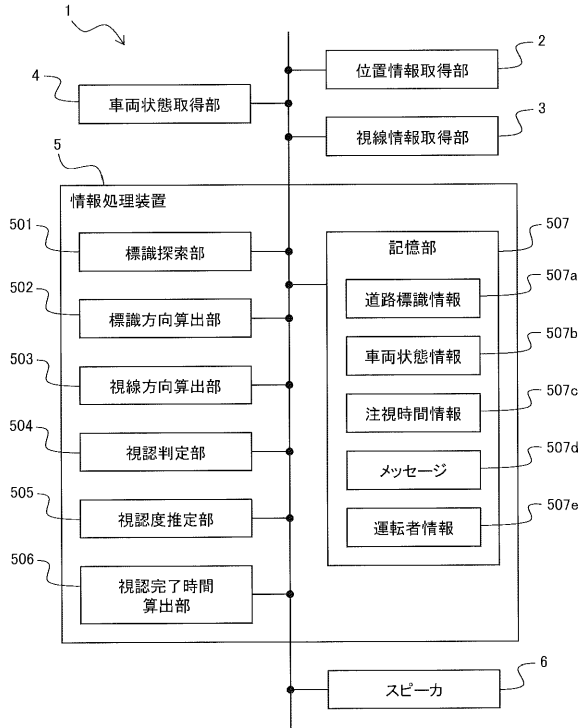 1
2
位置情報取得部
4
車両状態取得部
3
視線情報取得部
5
情報処理装置
501
標識探索部
502
標識方向算出部
503
視線方向算出部
504
視認判定部
505
視認度推定部
506
視認完了時間
算出部
507
記憶部
507a
道路標識情報
507b
車両状態情報
507c
注視時間情報
507d
メッセージ
507e
運転者情報
6
スピーカ